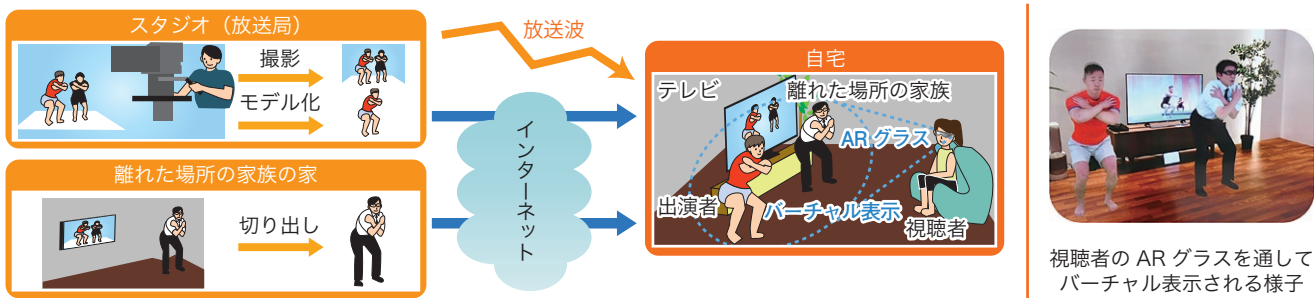 スタジオ（放送局）
撮影
モデル化
離れた場所の家族の家
切り出し
放送波
インターネット
自宅
テレビ
離れた場所の家族
ARグラス
出演者
バーチャル表示
視聴者
視聴者の AR グラスを通して
バーチャル表示される様子